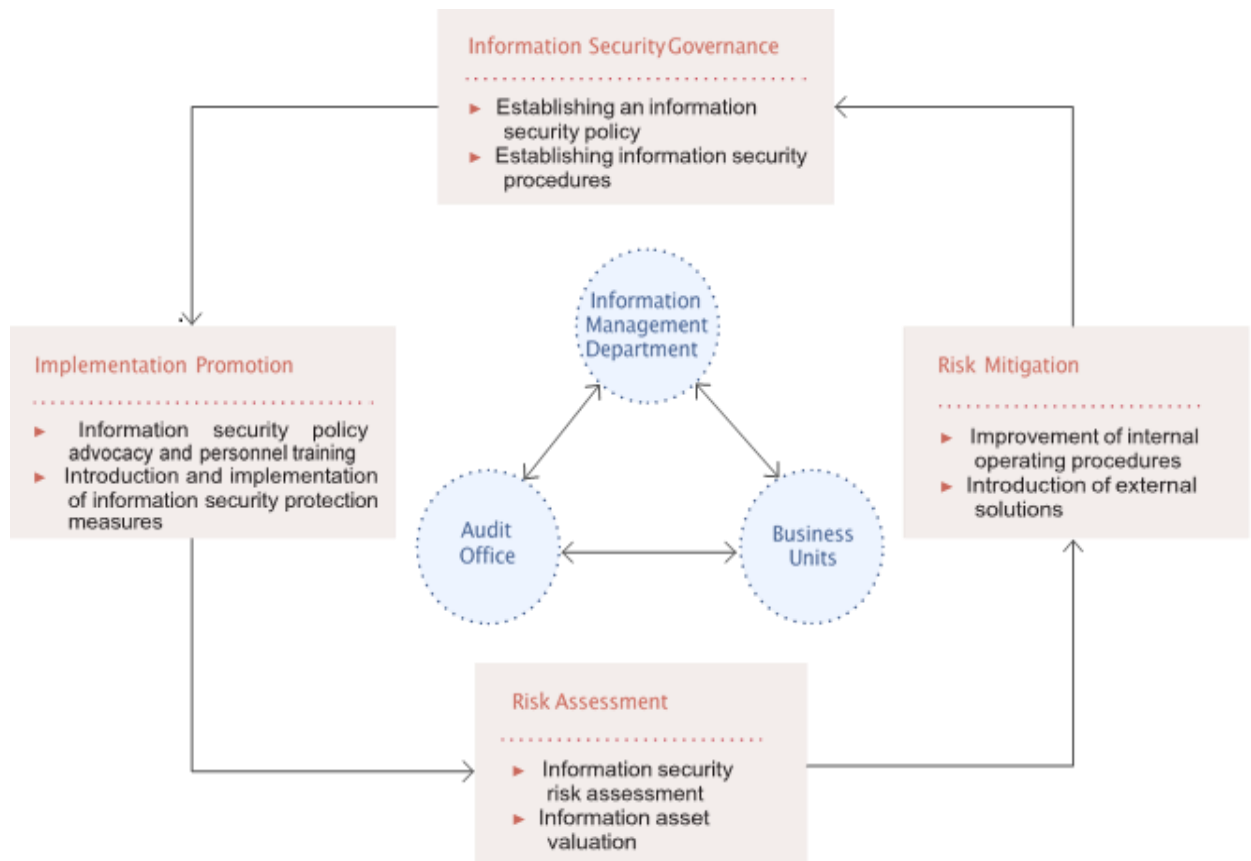 Information Security Governance
► Establishing an information
security policy
► Establishing information security
procedures
Information
Management
Department
Implementation Promotion
► Information security policy
advocacy and personnel training
► Introduction and implementation
of information security protection
measures
Risk Mitigation
► Improvement of internal
operating procedures
► Introduction of external
solutions
Audit
Office
Business
Units
Risk Assessment
► Information security
risk assessment
► Information asset
valuation